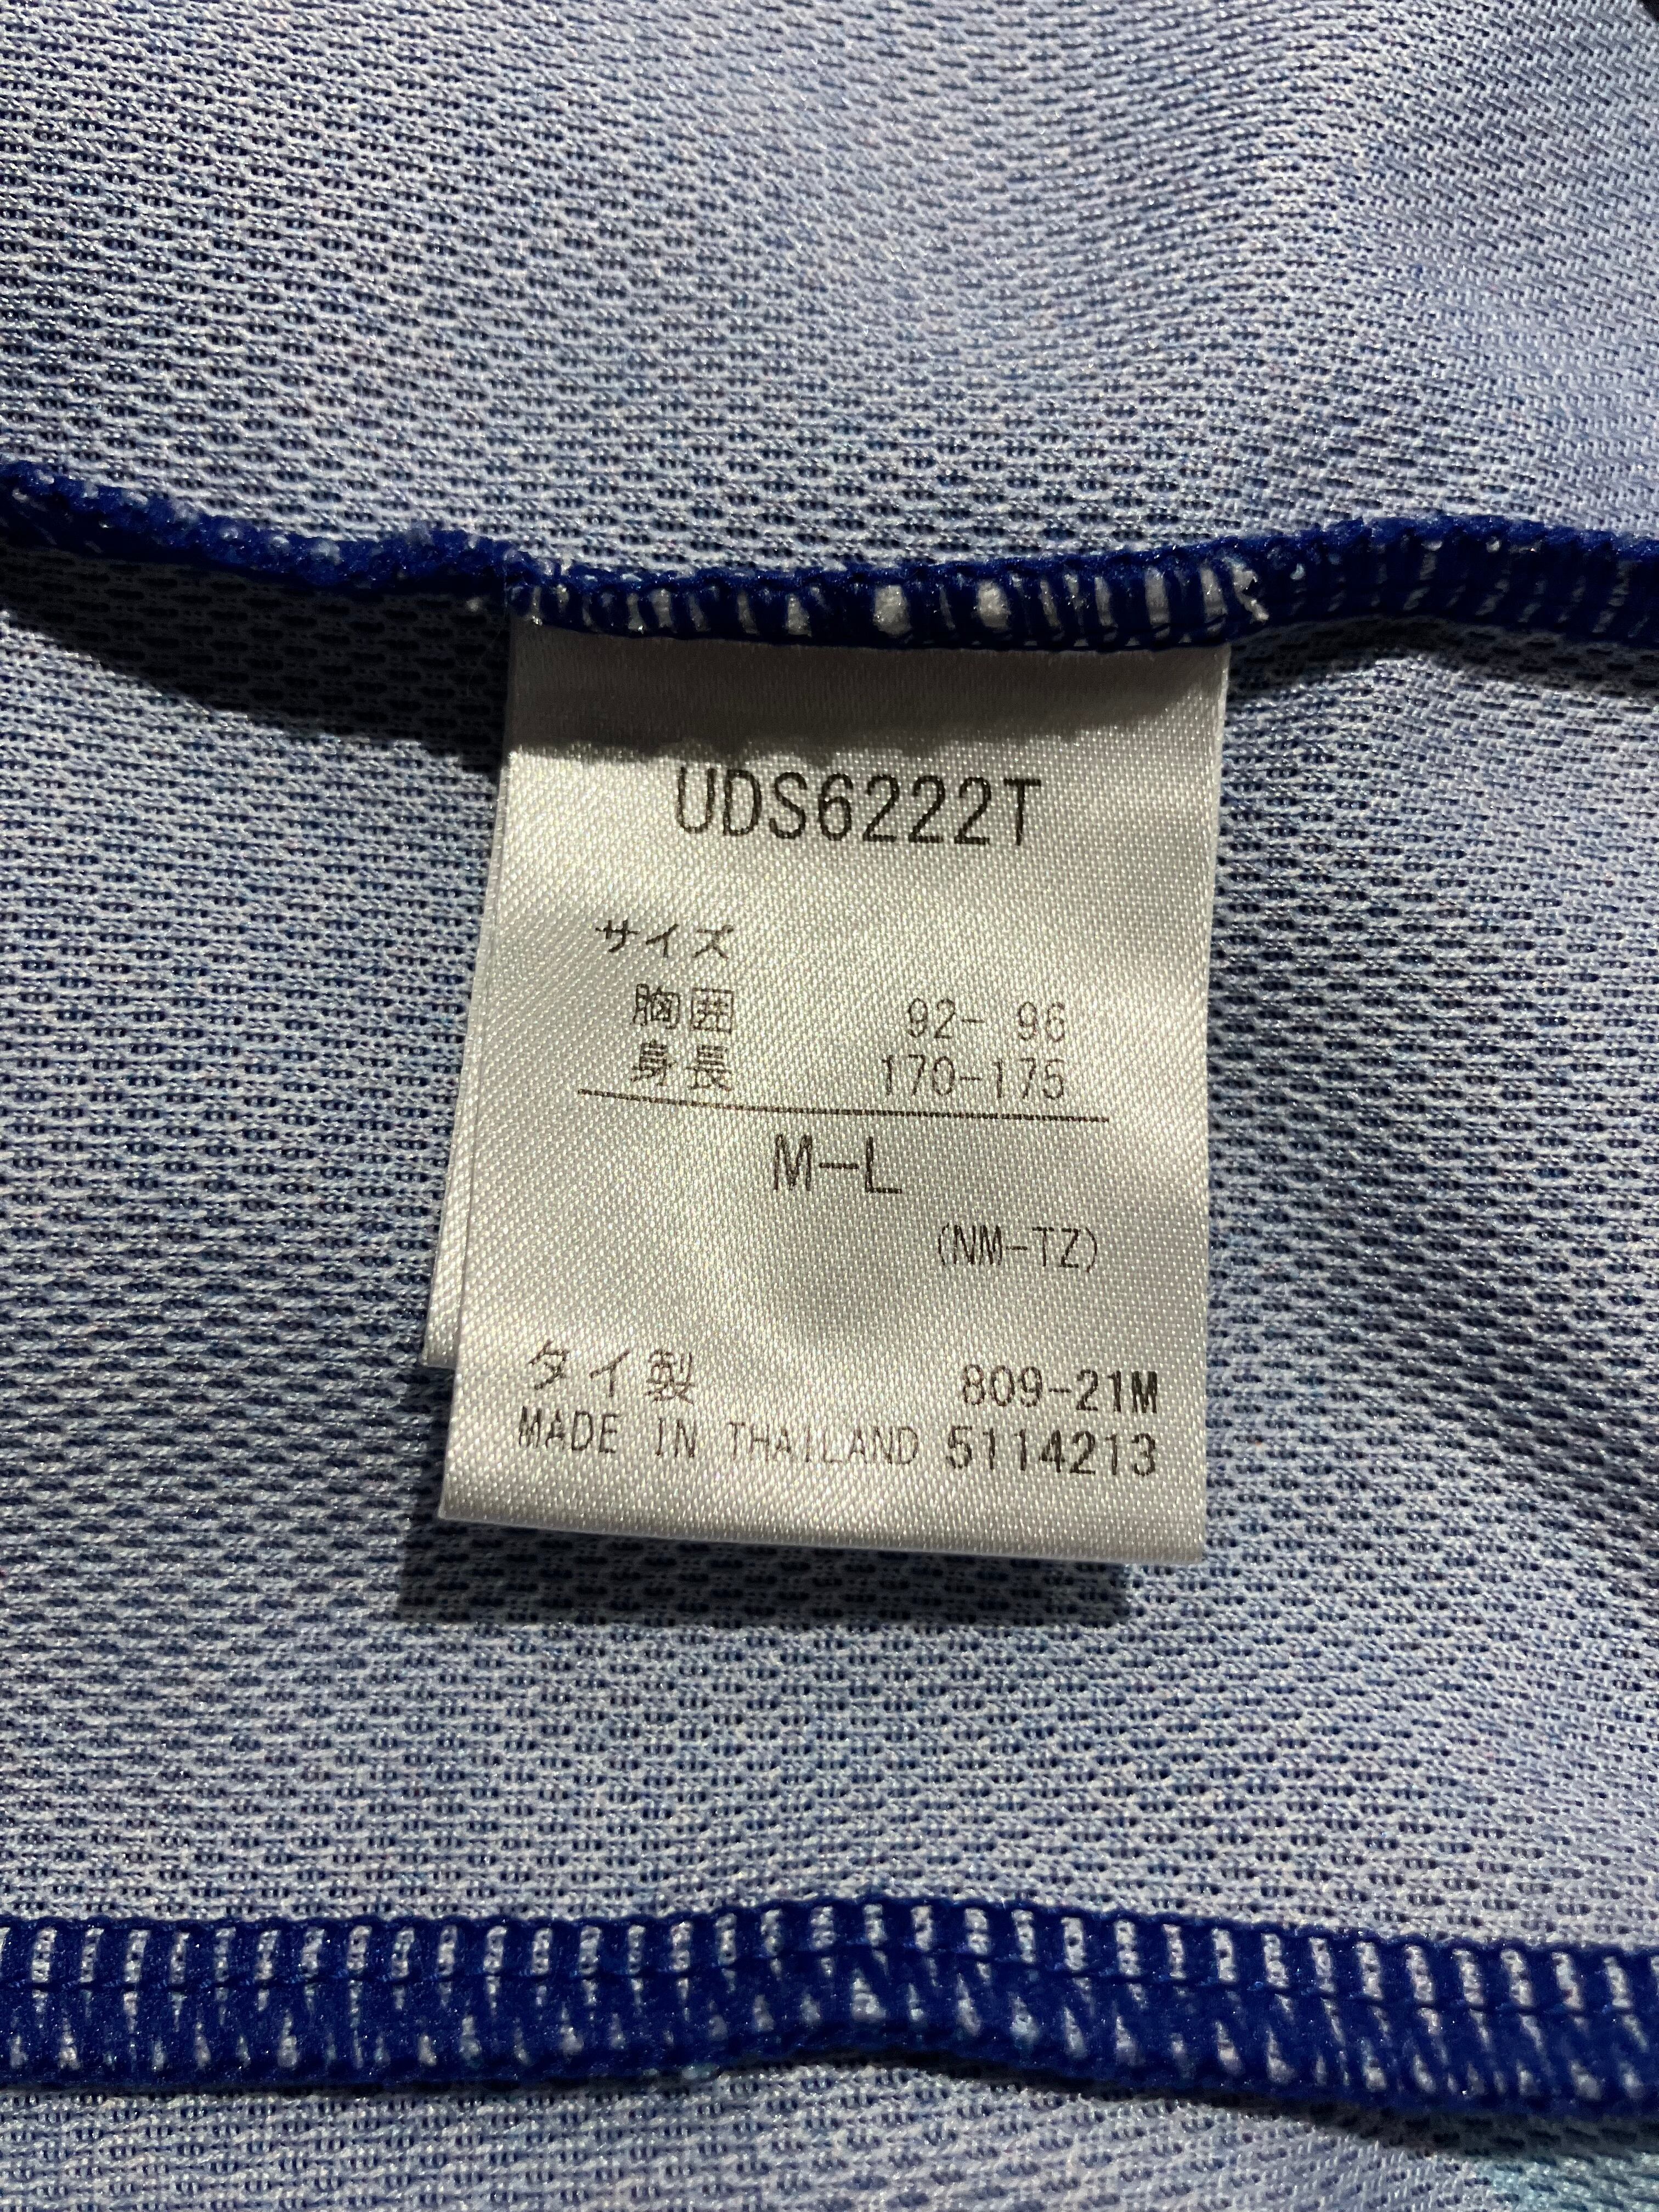 UDS6222T
サイズ
胸囲 92- 96
身長 170-175
M-L
(NM-TZ)
タイ製 809-21M
MADE IN THAILAND 5114213